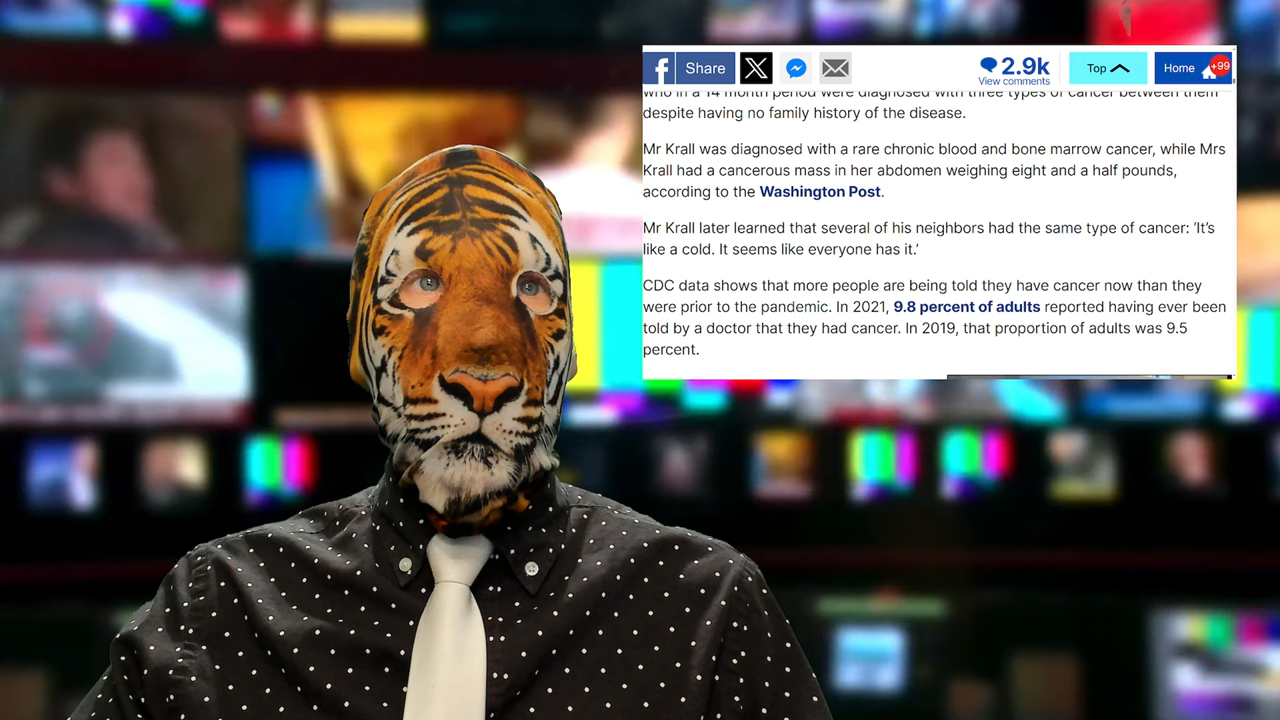 Share
2.9k
View comments
Top
Home
+99
who in a 14 month period were diagnosed with three types of cancer between them
despite having no family history of the disease.
Mr Krall was diagnosed with a rare chronic blood and bone marrow cancer, while Mrs
Krall had a cancerous mass in her abdomen weighing eight and a half pounds,
according to the Washington Post.
Mr Krall later learned that several of his neighbors had the same type of cancer: ‘It's
like a cold. It seems like everyone has it.’
CDC data shows that more people are being told they have cancer now than they
were prior to the pandemic. In 2021, 9.8 percent of adults reported having ever been
told by a doctor that they had cancer. In 2019, that proportion of adults was 9.5
percent.